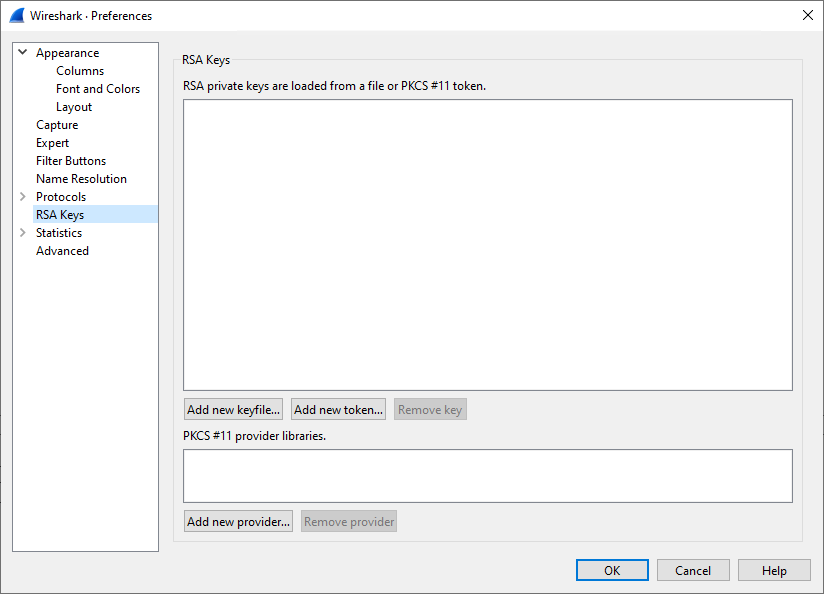 Wireshark · Preferences
Appearance
Columns
Font and Colors
Layout
Capture
Expert
Filter Buttons
Name Resolution
Protocols
RSA Keys
Statistics
Advanced
RSA Keys
RSA private keys are loaded from a file or PKCS #11 token.
Add new keyfile... Add new token... Remove key
PKCS #11 provider libraries.
Add new provider... Remove provider
OK Cancel Help